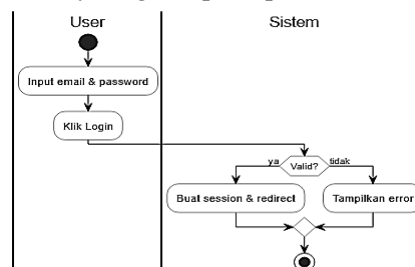 User
Sistem
Input email & password
Klik Login
ya
Valid?
tidak
Buat session & redirect
Tampilkan error